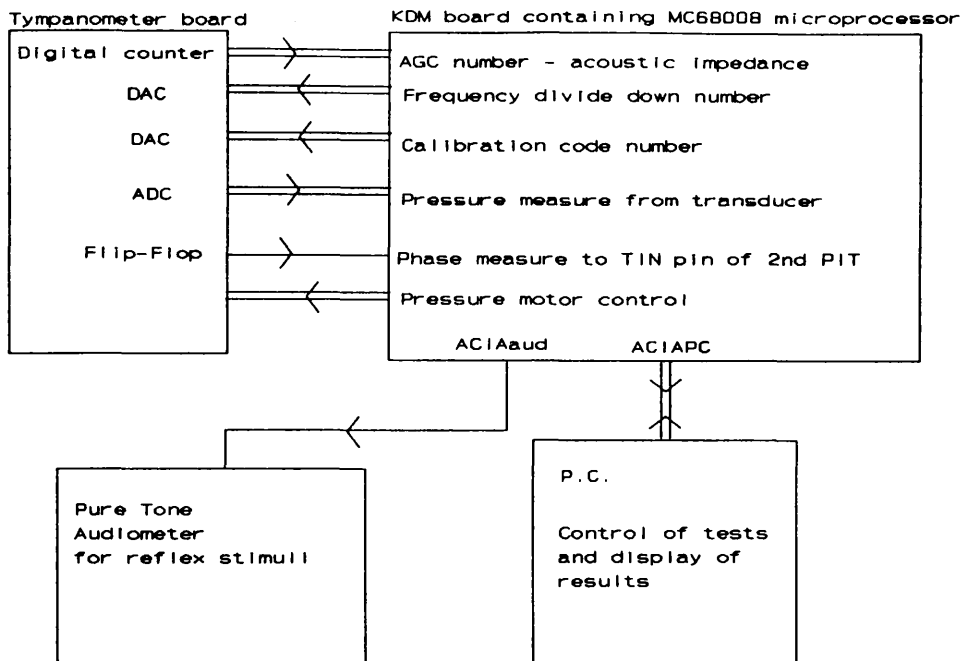 Tympanometer board
KDM board containing MC68008 microprocessor
Digital counter
AGC number - acoustic impedance
DAC
Frequency divide down number
DAC
Calibration code number
ADC
Pressure measure from transducer
Flip-Flop
Phase measure to TIN pin of 2nd PIT
Pressure motor control
ACIAaud
ACIAPC
Pure Tone
Audiometer
for reflex stimuli
P.C.
Control of tests
and display of
results